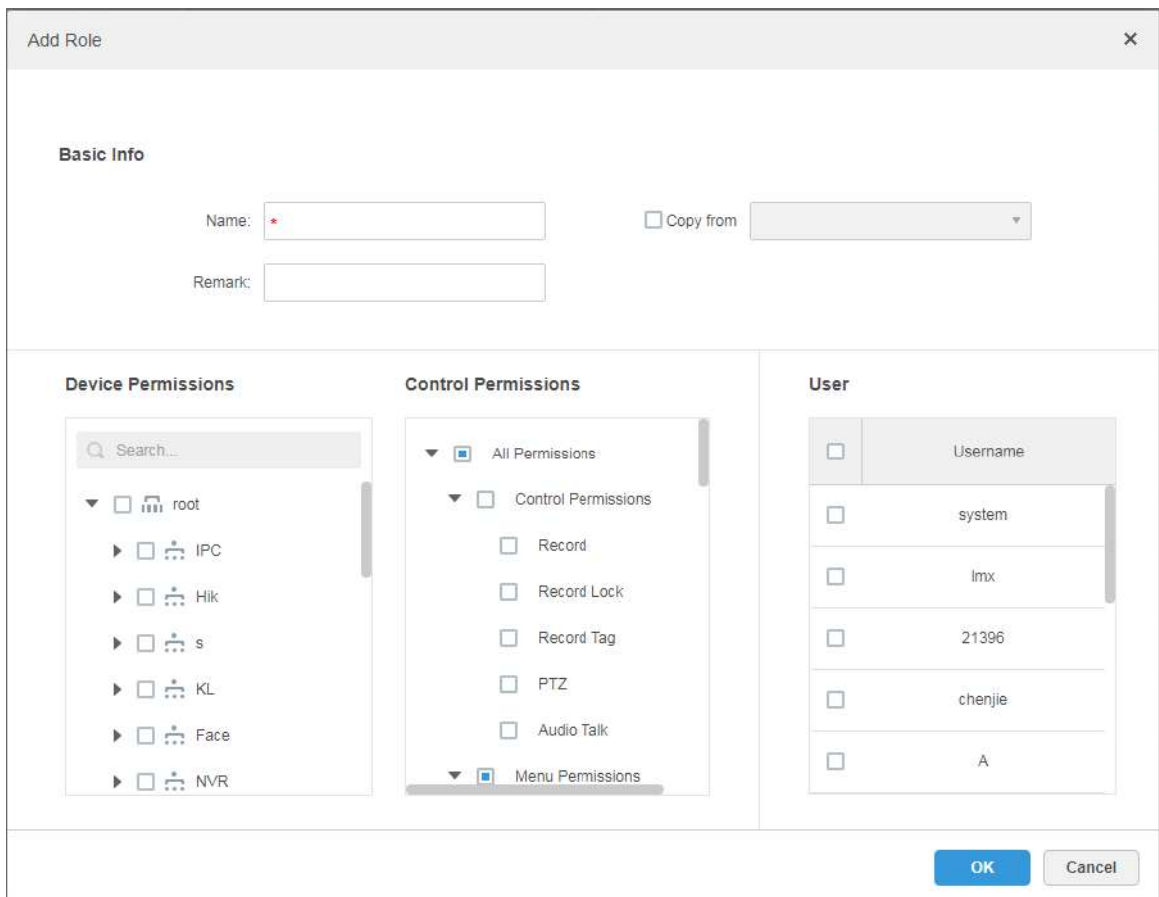 Add Role
Basic Info
Name: *
Copy from
Remark:
Device Permissions
Search...
root
IPC
Hik
s
KL
Face
NVR
Control Permissions
All Permissions
Control Permissions
Record
Record Lock
Record Tag
PTZ
Audio Talk
Menu Permissions
User
Username
system
lmx
21396
chenjie
A
OK
Cancel